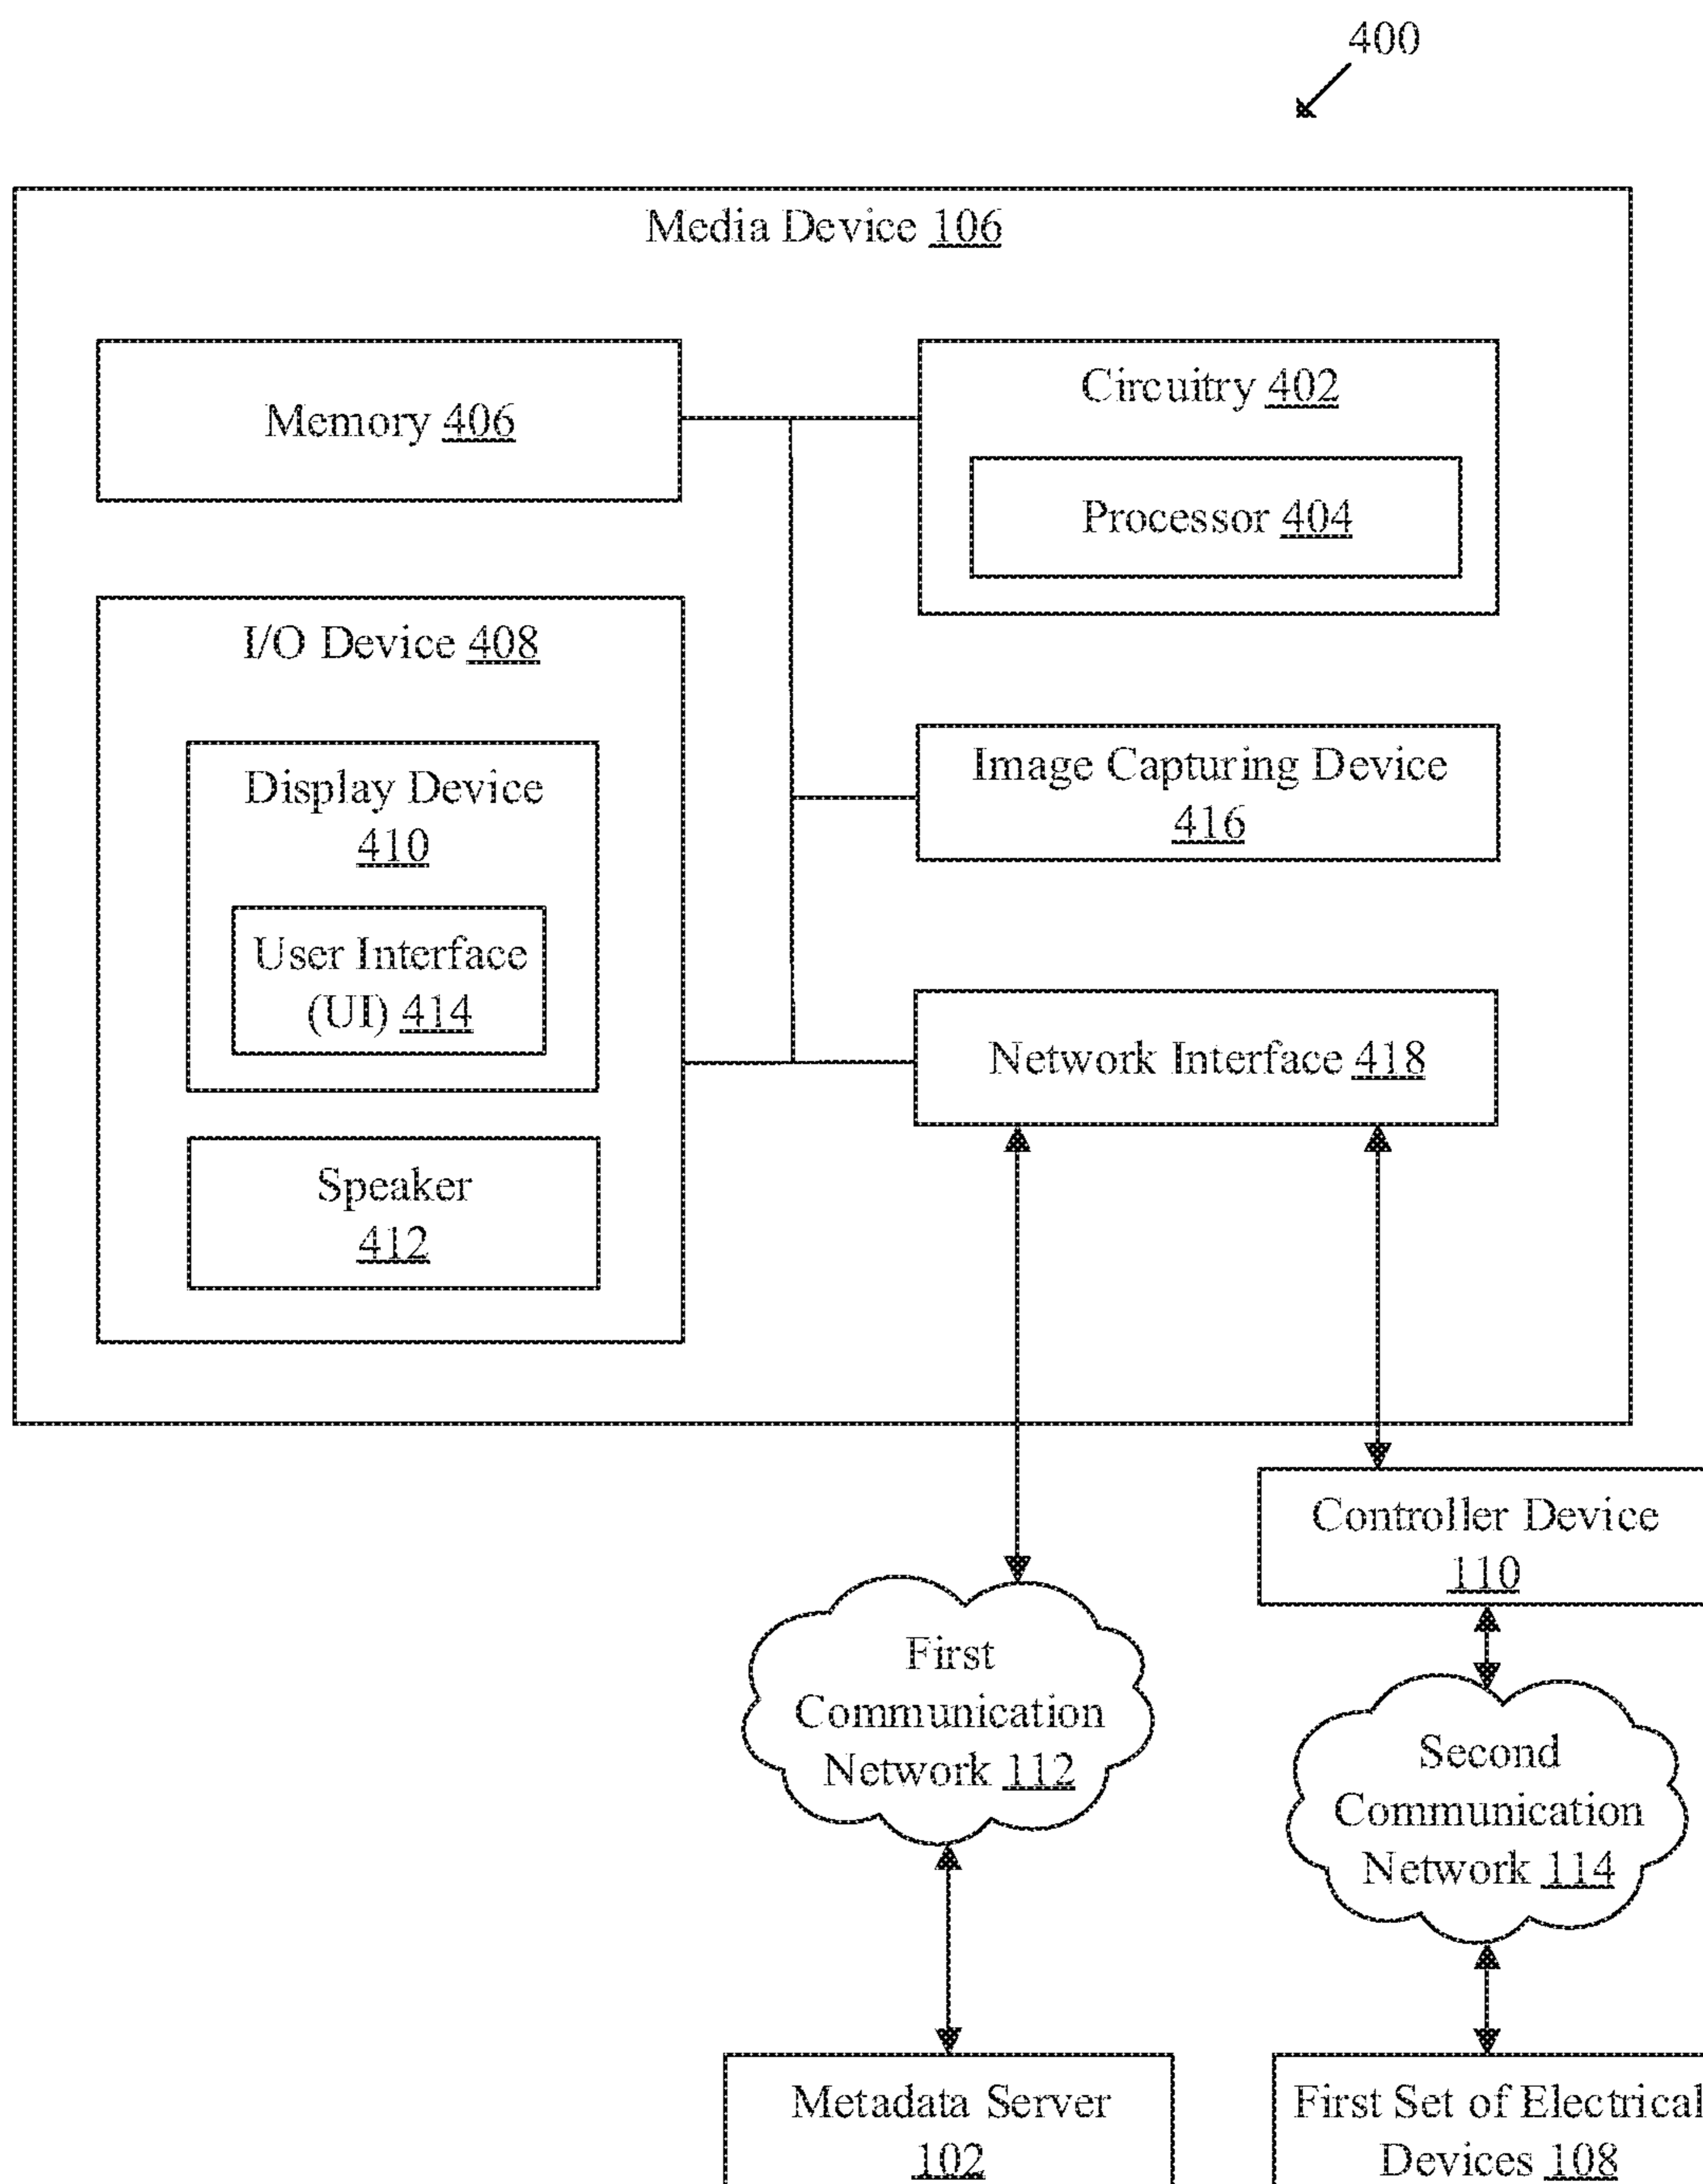 400
Media Device 106
Memory 406
Circuitry 402
Processor 404
I/O Device 408
Display Device
410
User Interface
(UI) 414
Speaker
412
Image Capturing Device
416
Network Interface 418
Controller Device
110
First
Communication
Network 112
Second
Communication
Network 114
Metadata Server
102
First Set of Electrical
Devices 108